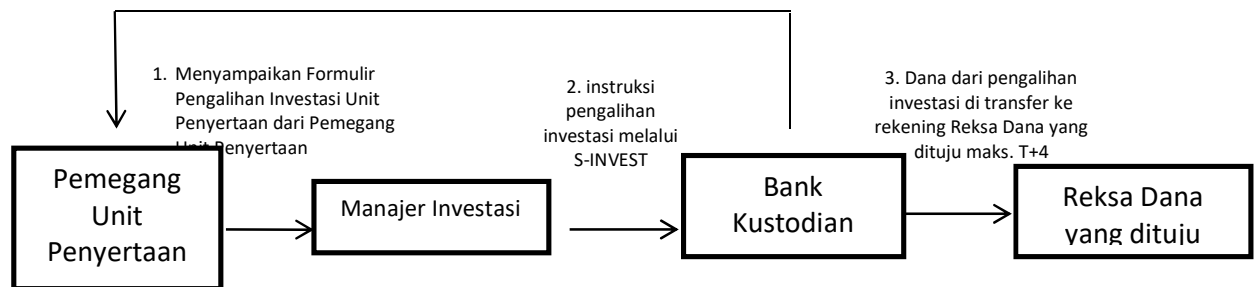 1. Menyampaikan Formulir
Pengalihan Investasi Unit
Penyertaan dari Pemegang
Unit Penyertaan
2. instruksi
pengalihan
investasi melalui
S-INVEST
3. Dana dari pengalihan
investasi di transfer ke
rekening Reksa Dana yang
dituju maks. T+4
Pemegang
Unit
Penyertaan
Manajer Investasi
Bank
Kustodian
Reksa Dana
yang dituju